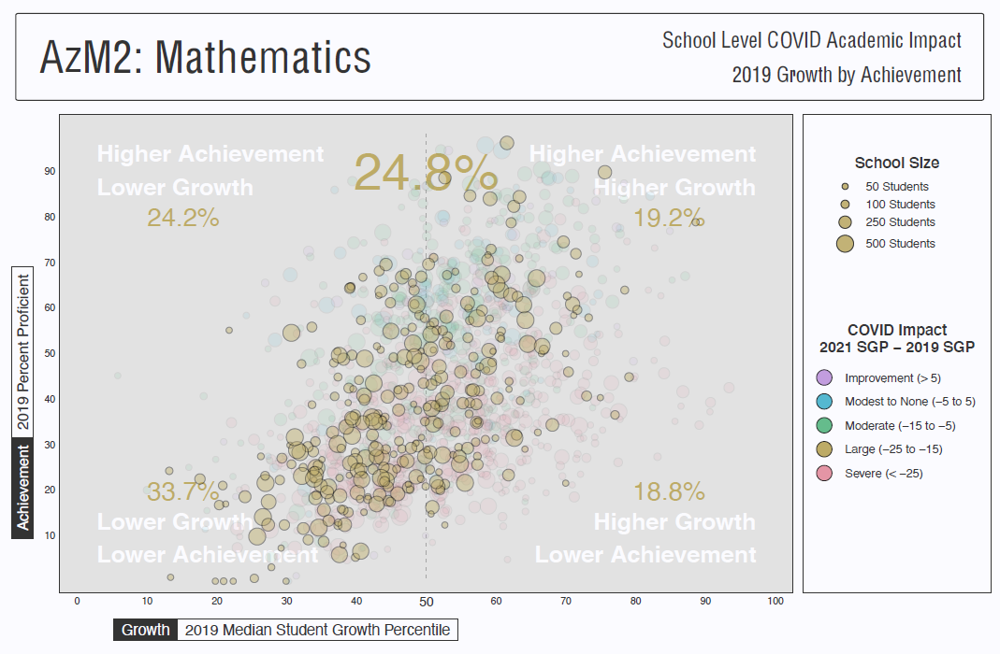 AzM2: Mathematics
School Level COVID Academic Impact
2019 Growth by Achievement
Higher Achievement
Lower Growth
24.2%
24.8%
Higher Achievement
Higher Growth
19.2%
33.7%
Lower Growth
Lower Achievement
18.8%
Higher Growth
Lower Achievement
90
80
70
60
50
40
30
20
10
0 10 20 30 40 50 60 70 80 90 100
Achievement 2019 Percent Proficient
Growth 2019 Median Student Growth Percentile
School Size
50 Students
100 Students
250 Students
500 Students
COVID Impact
2021 SGP − 2019 SGP
Improvement (> 5)
Modest to None (−5 to 5)
Moderate (−15 to −5)
Large (−25 to −15)
Severe (< −25)